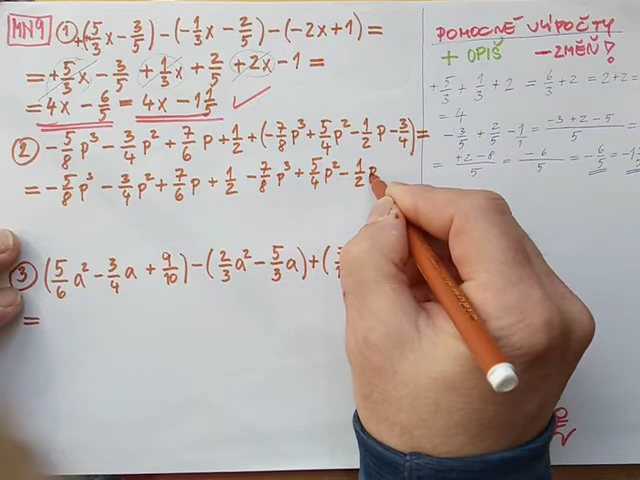 MN9 1) +(5/3x - 3/5) - (-1/3x - 2/5) - (-2x+1) =
= +5/3x - 3/5 + 1/3x + 2/5 + 2x - 1 =
= 4x - 6/5 = 4x - 1 1/5 ✓
2) -5/8p³ - 3/4p² + 7/6p + 1/2 + (-7/8p³ + 5/4p² - 1/2p - 3/4) =
= -5/8p³ - 3/4p² + 7/6p + 1/2 - 7/8p³ + 5/4p² - 1/2p
3) (5/6a² - 3/4a + 9/10) - (2/3a² - 5/3a) + (
=
POMOCNÉ VÝPOČTY
+ OPIŠ - ZMĚŇ!
+5/3 + 1/3 + 2 = 6/3 + 2 = 2+2 =
= 4
-3/5 + 2/5 - 1/1 = -3+2-5/5 =
= +2-8/5 = -6/5 = -6/5 = -1